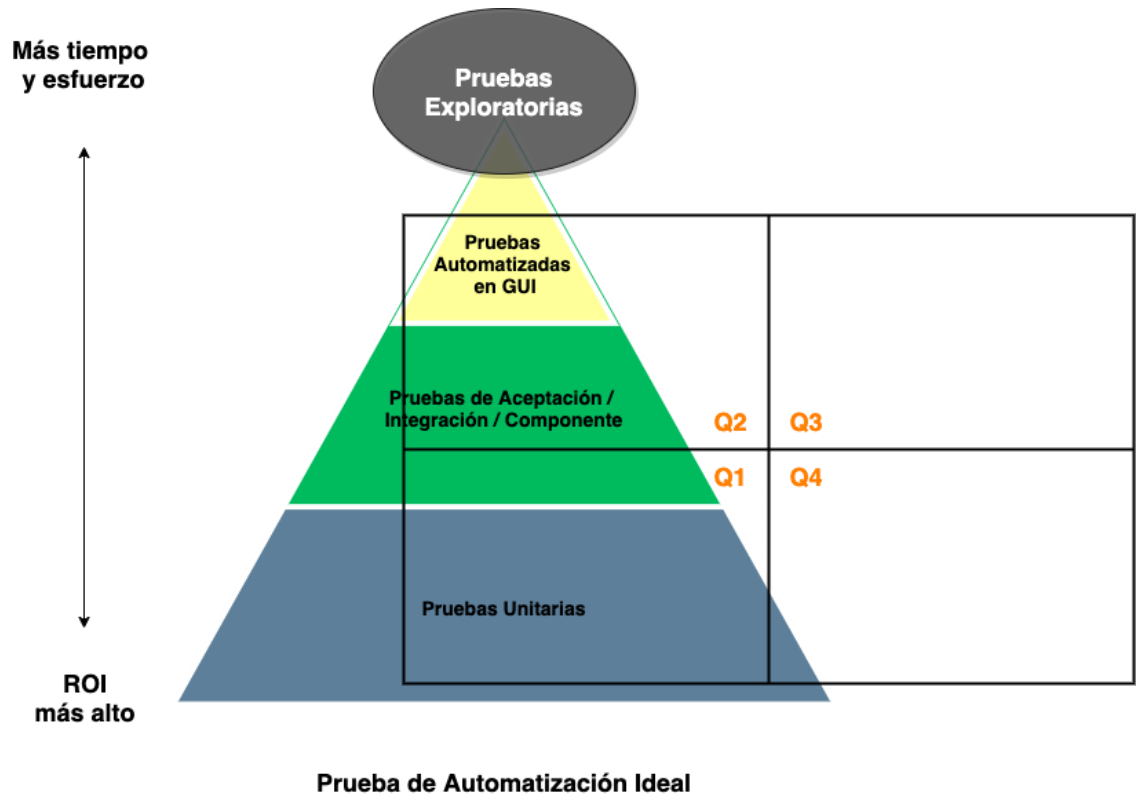 Más tiempo
y esfuerzo
Pruebas
Exploratorias
Pruebas
Automatizadas
en GUI
Pruebas de Aceptación /
Integración / Componente
Q2
Q3
Q1
Q4
Pruebas Unitarias
ROI
más alto
Prueba de Automatización Ideal